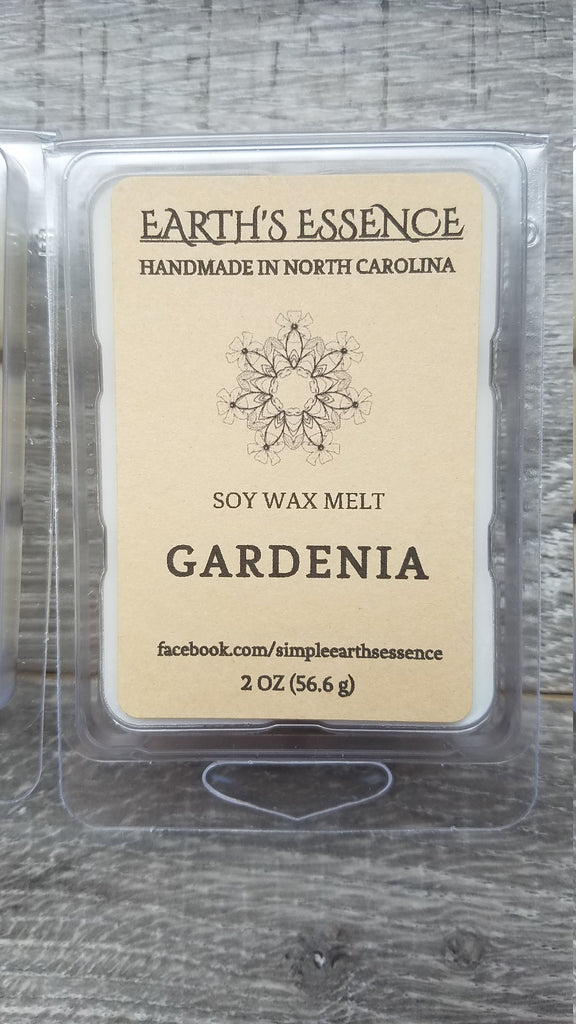 EARTH'S ESSENCE
HANDMADE IN NORTH CAROLINA
SOY WAX MELT
GARDENIA
facebook.com/simpleearthsessence
2 OZ (56.6 g)